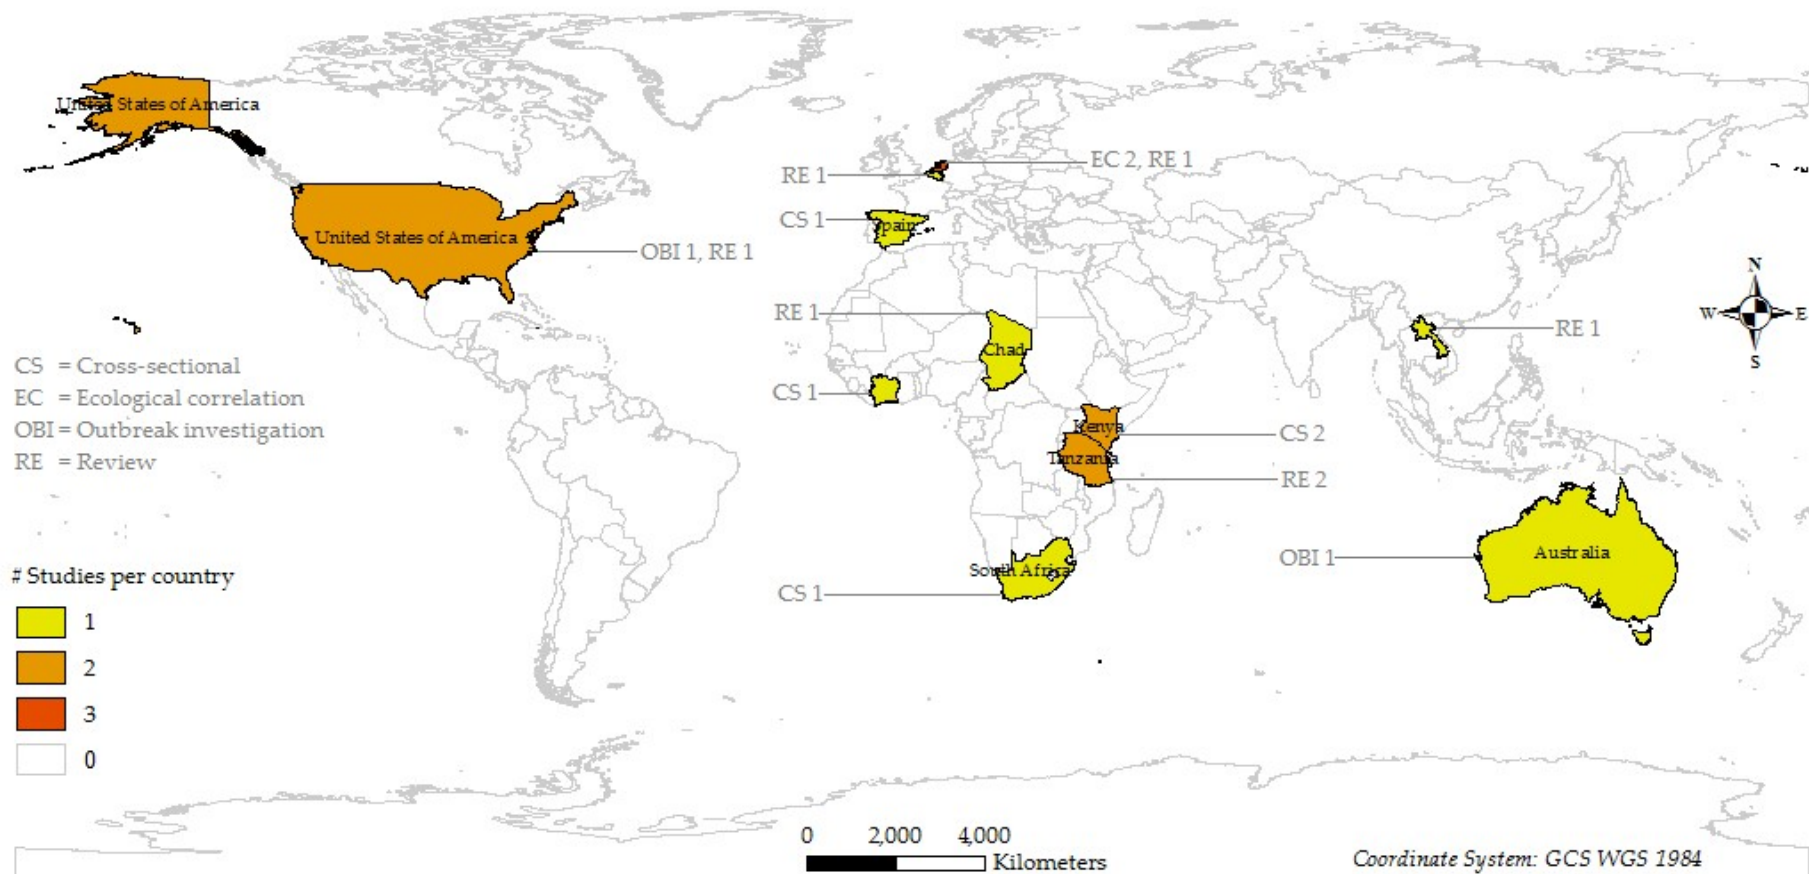 United States of America
EC 2, RE 1
RE 1
CS 1
Spain
United States of America
OBI 1, RE 1
N
W
E
S
RE 1
RE 1
Chad
CS 1
Kenya
CS 2
Tanzania
RE 2
CS = Cross-sectional
EC = Ecological correlation
OBI = Outbreak investigation
RE = Review
OBI 1
Australia
South Africa
CS 1
# Studies per country
1
2
3
0
0 2,000 4,000
Kilometers
Coordinate System: GCS WGS 1984